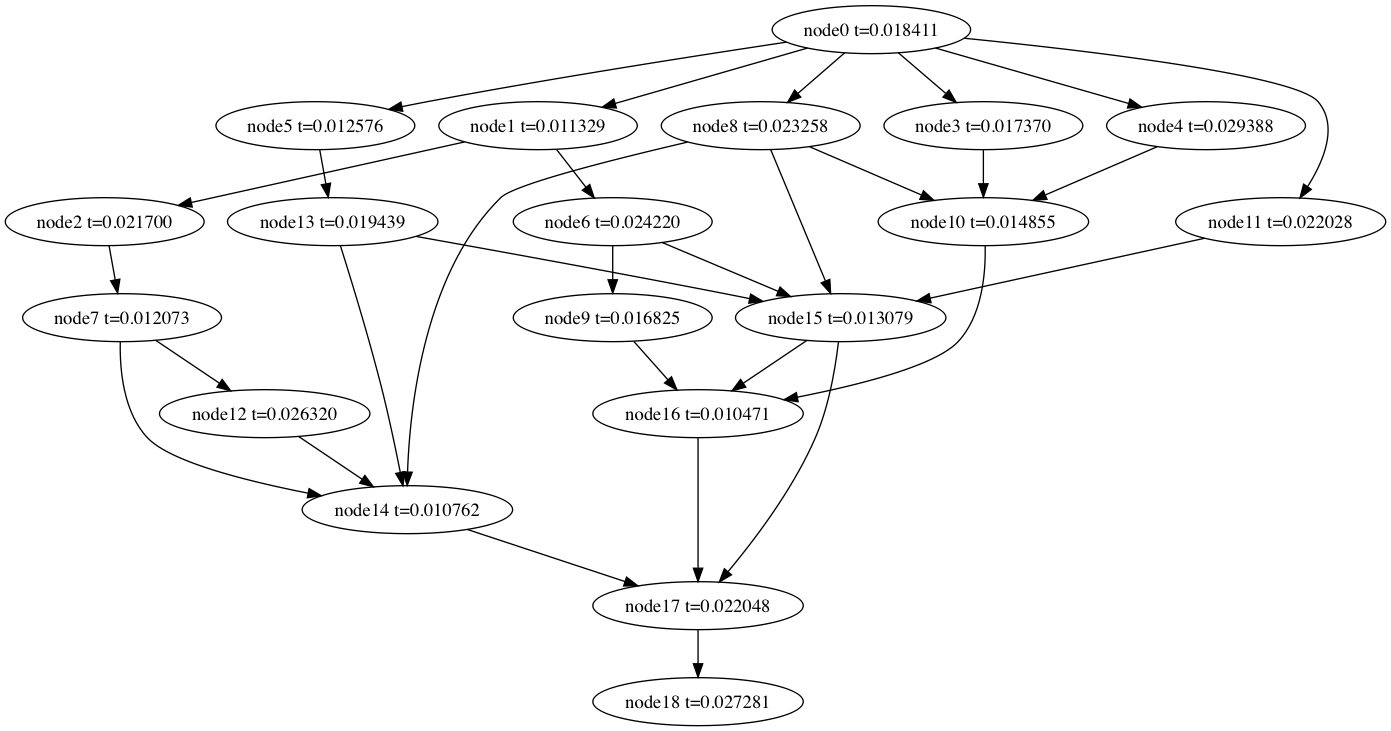 node0 t=0.018411
node5 t=0.012576
node1 t=0.011329
node8 t=0.023258
node3 t=0.017370
node4 t=0.029388
node2 t=0.021700
node13 t=0.019439
node6 t=0.024220
node10 t=0.014855
node11 t=0.022028
node7 t=0.012073
node9 t=0.016825
node15 t=0.013079
node12 t=0.026320
node16 t=0.010471
node14 t=0.010762
node17 t=0.022048
node18 t=0.027281